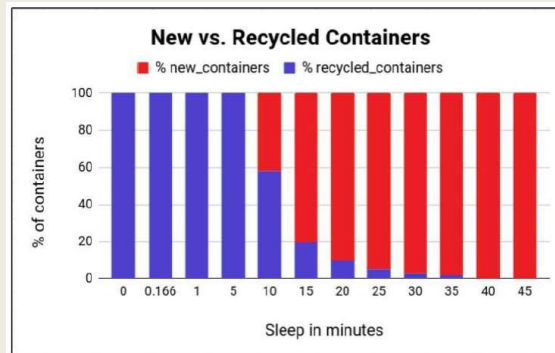 New vs. Recycled Containers
% new_containers % recycled_containers
% of containers
100
80
60
40
20
0
0 0.166 1 5 10 15 20 25 30 35 40 45
Sleep in minutes